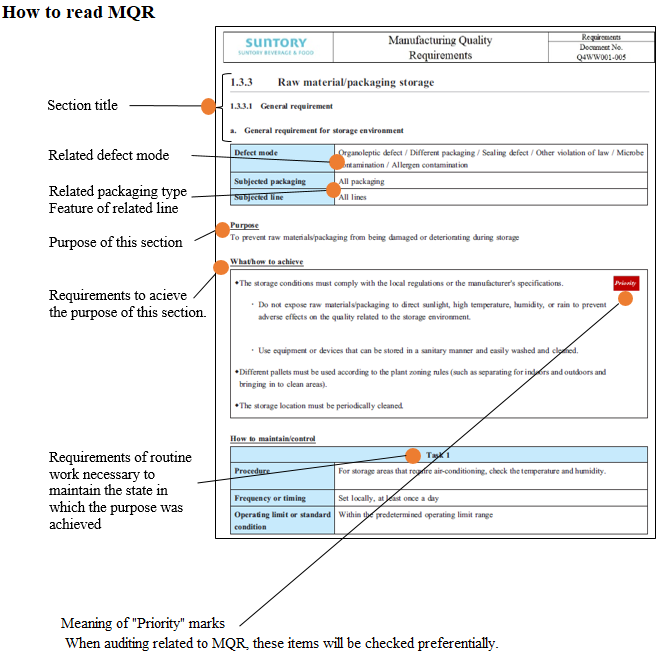 How to read MQR
SUNTORY
SUNTORY BEVERAGE & FOOD
Manufacturing Quality
Requirements
Requirements
Document No.
Q4WW001-005
1.3.3 Raw material/packaging storage
Section title
1.3.3.1 General requirement
a. General requirement for storage environment
Related defect mode
Defect mode
Organoleptic defect / Different packaging / Sealing defect / Other violation of law / Microbe
contamination / Allergen contamination
Related packaging type
Feature of related line
Subjected packaging
All packaging
Subjected line
All lines
Purpose of this section
Purpose
To prevent raw materials/packaging from being damaged or deteriorating during storage
What/how to achieve
Requirements to acieve
the purpose of this section.
•The storage conditions must comply with the local regulations or the manufacturer's specifications.
Priority
・ Do not expose raw materials/packaging to direct sunlight, high temperature, humidity, or rain to prevent
adverse effects on the quality related to the storage environment.
・ Use equipment or devices that can be stored in a sanitary manner and easily washed and cleaned.
•Different pallets must be used according to the plant zoning rules (such as separating for indoors and outdoors and
bringing in to clean areas).
•The storage location must be periodically cleaned.
How to maintain/control
Requirements of routine
work necessary to
maintain the state in
which the purpose was
achieved
Task 1
Procedure
For storage areas that require air-conditioning, check the temperature and humidity.
Frequency or timing
Set locally, at least once a day
Operating limit or standard
condition
Within the predetermined operating limit range
Meaning of "Priority" marks
When auditing related to MQR, these items will be checked preferentially.